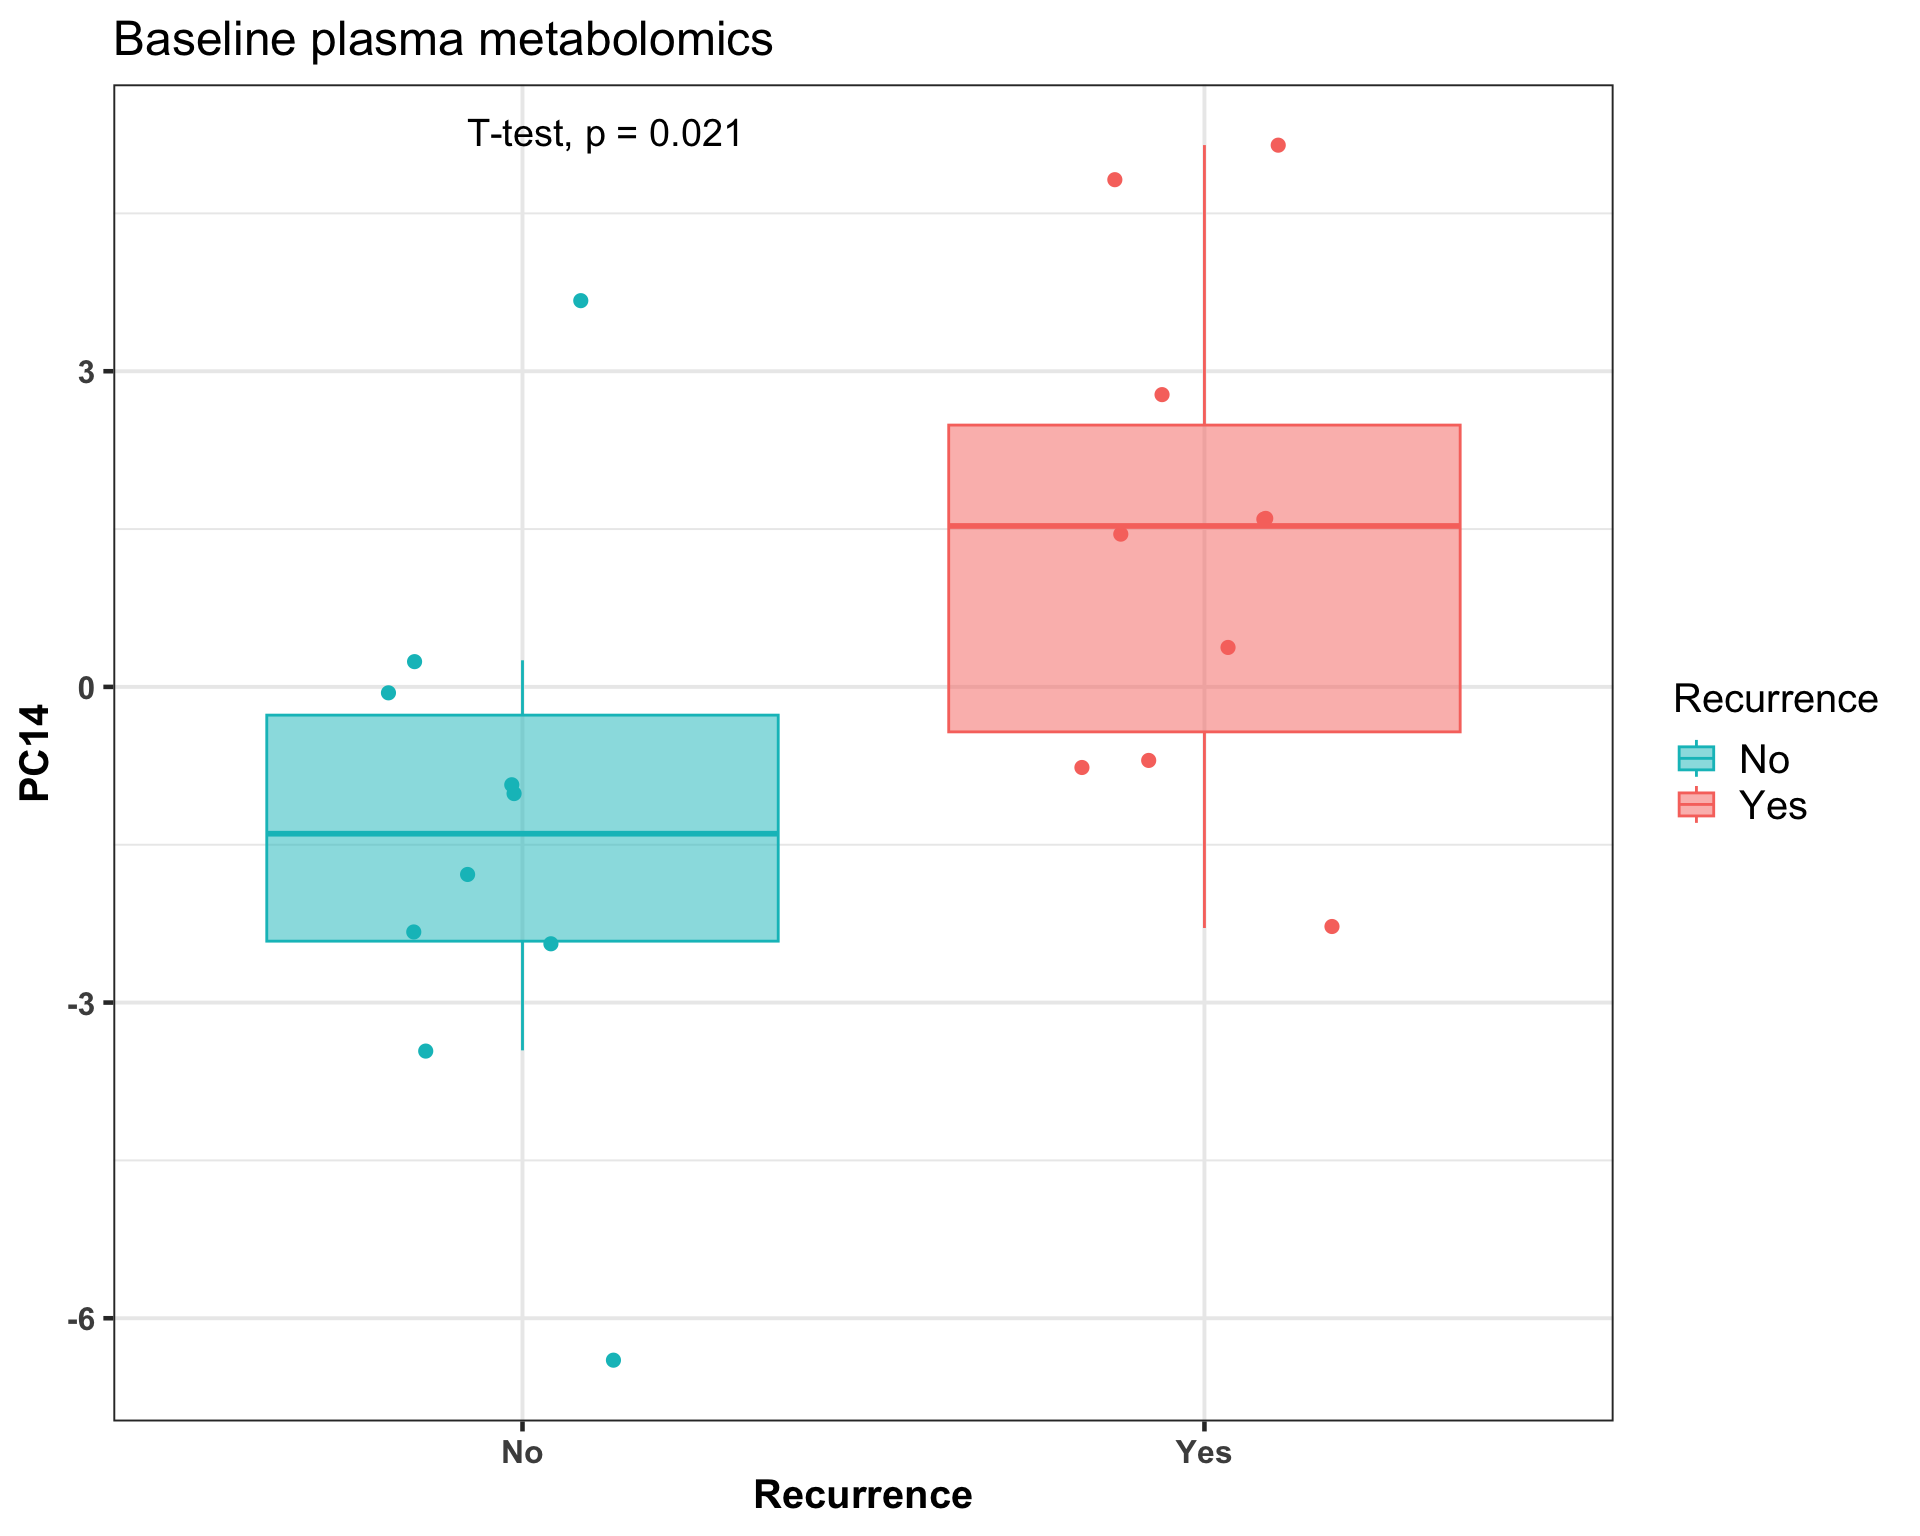 Baseline plasma metabolomics
T-test, p = 0.021
3
0
-3
-6
PC14
No
Yes
Recurrence
Recurrence
No
Yes